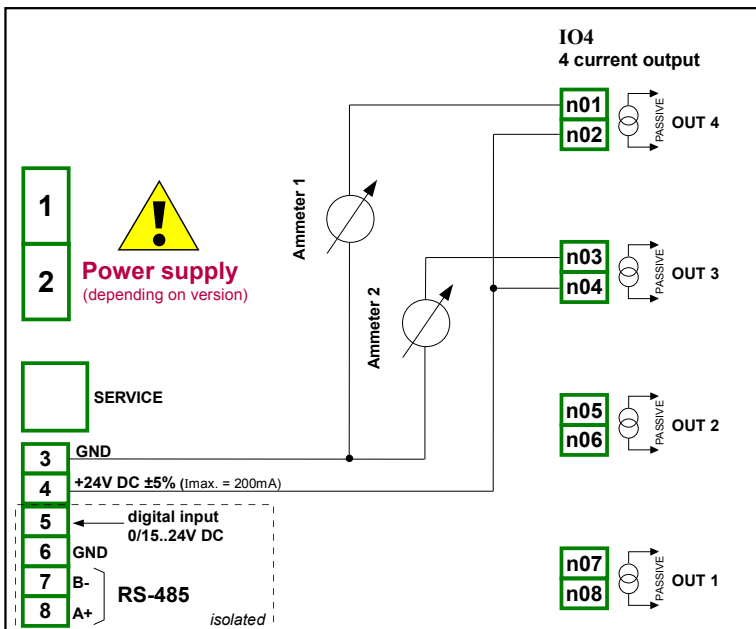 IO4
4 current output
n01
n02
PASSIVE
OUT 4
Ammeter 1
1
2
!
Power supply
(depending on version)
n03
n04
PASSIVE
OUT 3
Ammeter 2
SERVICE
n05
n06
PASSIVE
OUT 2
3 GND
4 +24V DC ±5% (Imax. = 200mA)
5 digital input
0/15..24V DC
6 GND
7 B-
RS-485
8 A+
isolated
n07
n08
PASSIVE
OUT 1